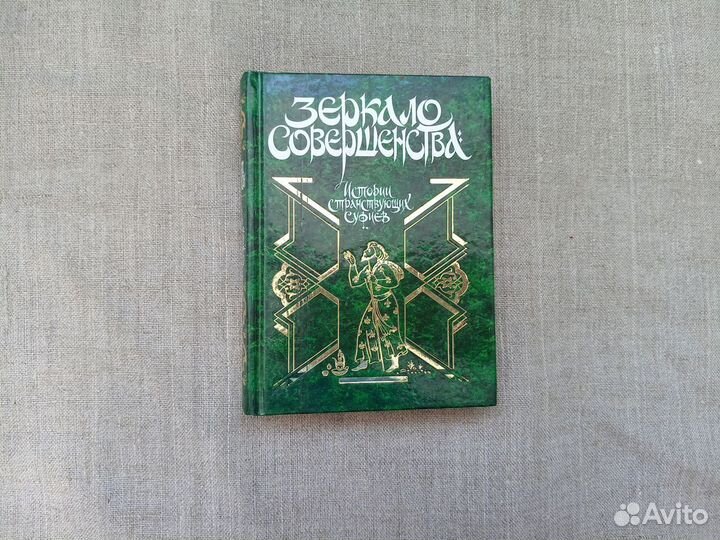 Зеркало
Совершенства:
Истории
странствующих
суфиев
Avito